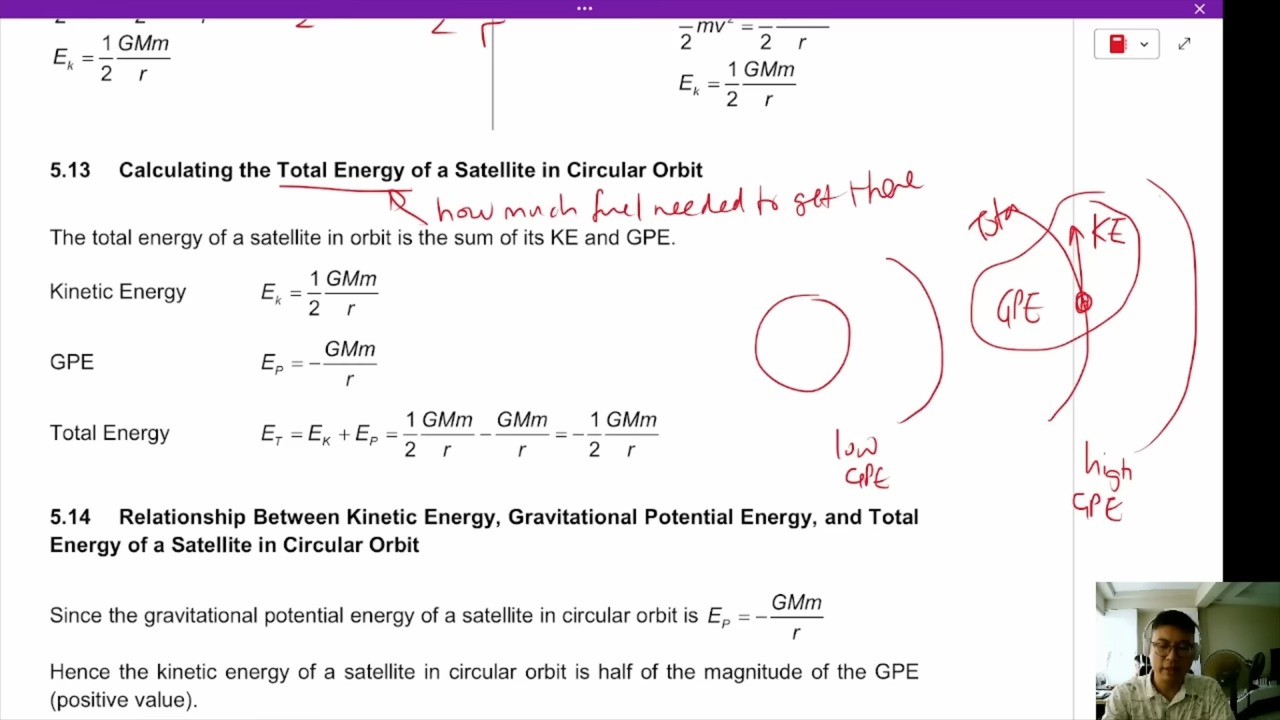 E_k = 1/2 GMm/r
1/2 mv² = 1/2 GMm/r
E_k = 1/2 GMm/r
5.13 Calculating the Total Energy of a Satellite in Circular Orbit
how much fuel needed to get there
The total energy of a satellite in orbit is the sum of its KE and GPE.
Kinetic Energy E_k = 1/2 GMm/r
GPE E_P = - GMm/r
Total Energy E_T = E_K + E_P = 1/2 GMm/r - GMm/r = - 1/2 GMm/r
Total
KE
GPE
m
low
GPE
high
GPE
5.14 Relationship Between Kinetic Energy, Gravitational Potential Energy, and Total
Energy of a Satellite in Circular Orbit
Since the gravitational potential energy of a satellite in circular orbit is E_P = - GMm/r
Hence the kinetic energy of a satellite in circular orbit is half of the magnitude of the GPE
(positive value).